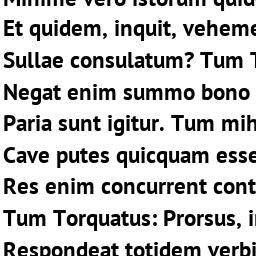 Minime vero istorum quid
Et quidem, inquit, veheme
Sullae consulatum? Tum
Negat enim summo bono
Paria sunt igitur. Tum mih
Cave putes quicquam esse
Res enim concurrent cont
Tum Torquatus: Prorsus, i
Respondeat totidem verbi